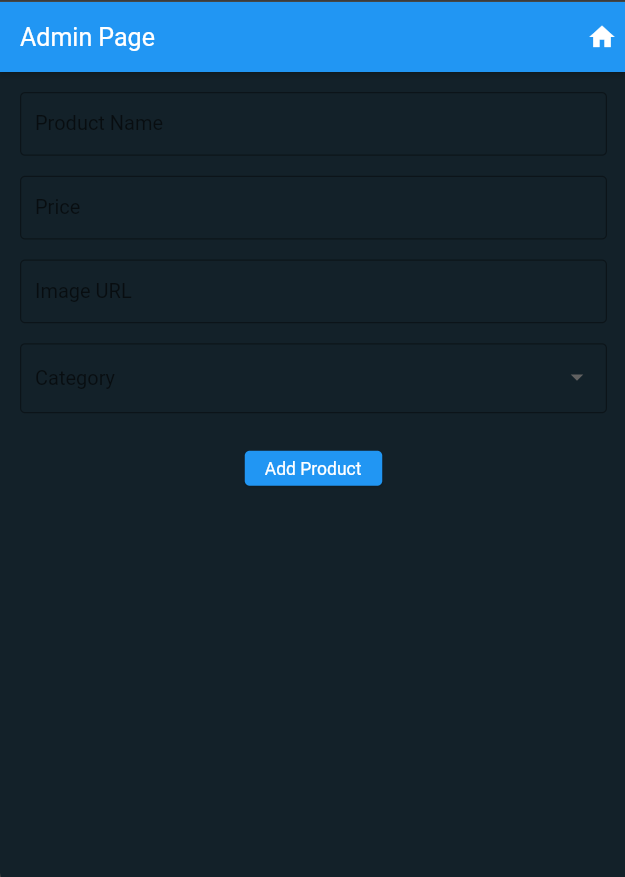 Admin Page
Product Name
Price
Image URL
Category
Add Product